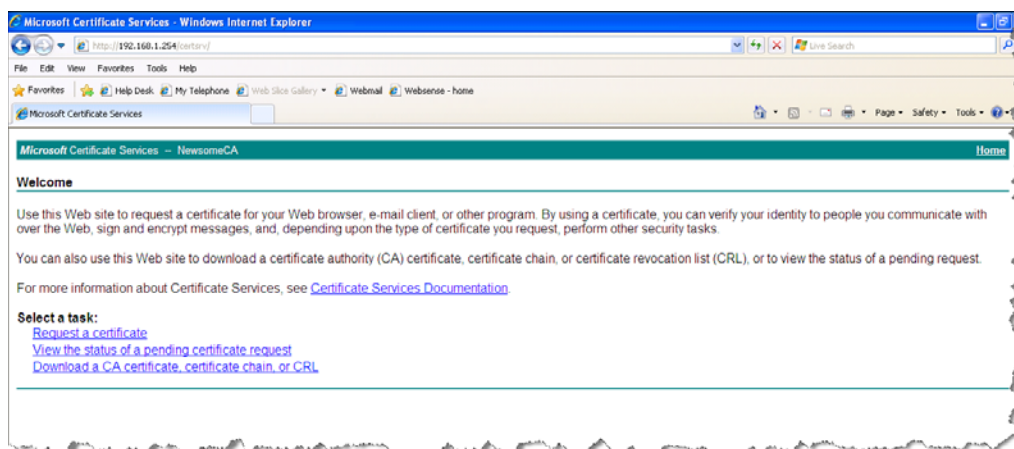 Microsoft Certificate Services - Windows Internet Explorer
http://192.168.1.254/certsrv/
Live Search
File Edit View Favorites Tools Help
Favorites Help Desk My Telephone Web Slice Gallery Webmail Websense - home
Microsoft Certificate Services
Page Safety Tools
Microsoft Certificate Services -- NewsomeCA Home
Welcome
Use this Web site to request a certificate for your Web browser, e-mail client, or other program. By using a certificate, you can verify your identity to people you communicate with
over the Web, sign and encrypt messages, and, depending upon the type of certificate you request, perform other security tasks.
You can also use this Web site to download a certificate authority (CA) certificate, certificate chain, or certificate revocation list (CRL), or to view the status of a pending request.
For more information about Certificate Services, see Certificate Services Documentation.
Select a task:
Request a certificate
View the status of a pending certificate request
Download a CA certificate, certificate chain, or CRL